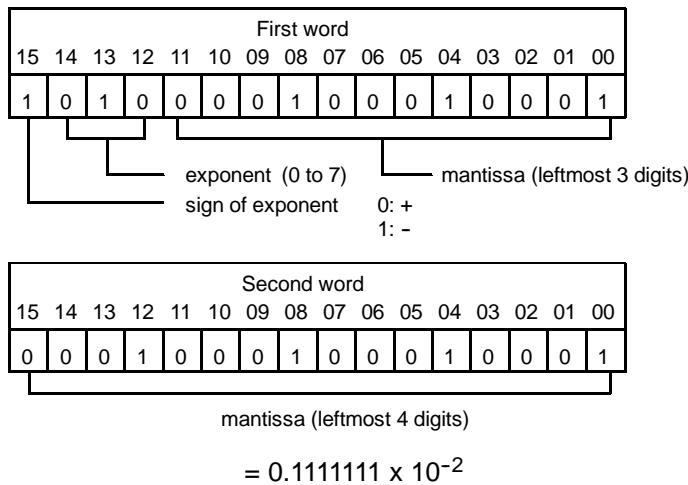 First word
15 14 13 12 11 10 09 08 07 06 05 04 03 02 01 00
1 0 1 0 0 0 0 1 0 0 0 1 0 0 0 1
exponent (0 to 7) mantissa (leftmost 3 digits)
sign of exponent 0: +
1: −
Second word
15 14 13 12 11 10 09 08 07 06 05 04 03 02 01 00
0 0 0 1 0 0 0 1 0 0 0 1 0 0 0 1
mantissa (leftmost 4 digits)
= 0.1111111 x 10⁻²